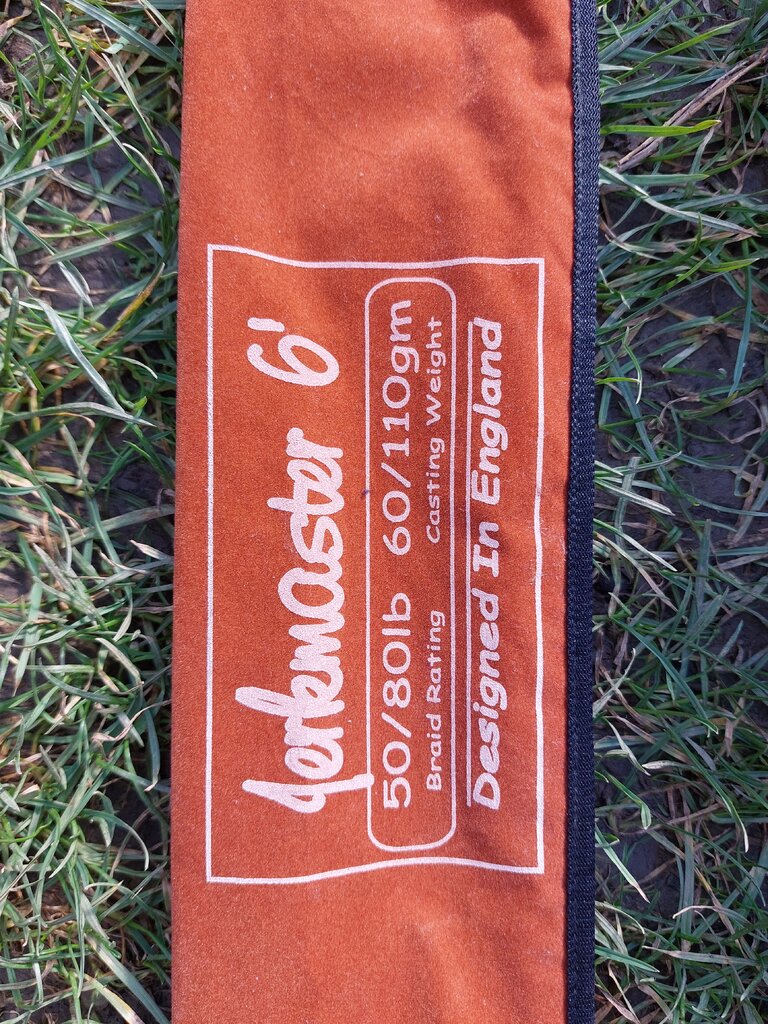 Jerkmaster 6'
50/80lb 60/110gm
Braid Rating Casting Weight
Designed In England